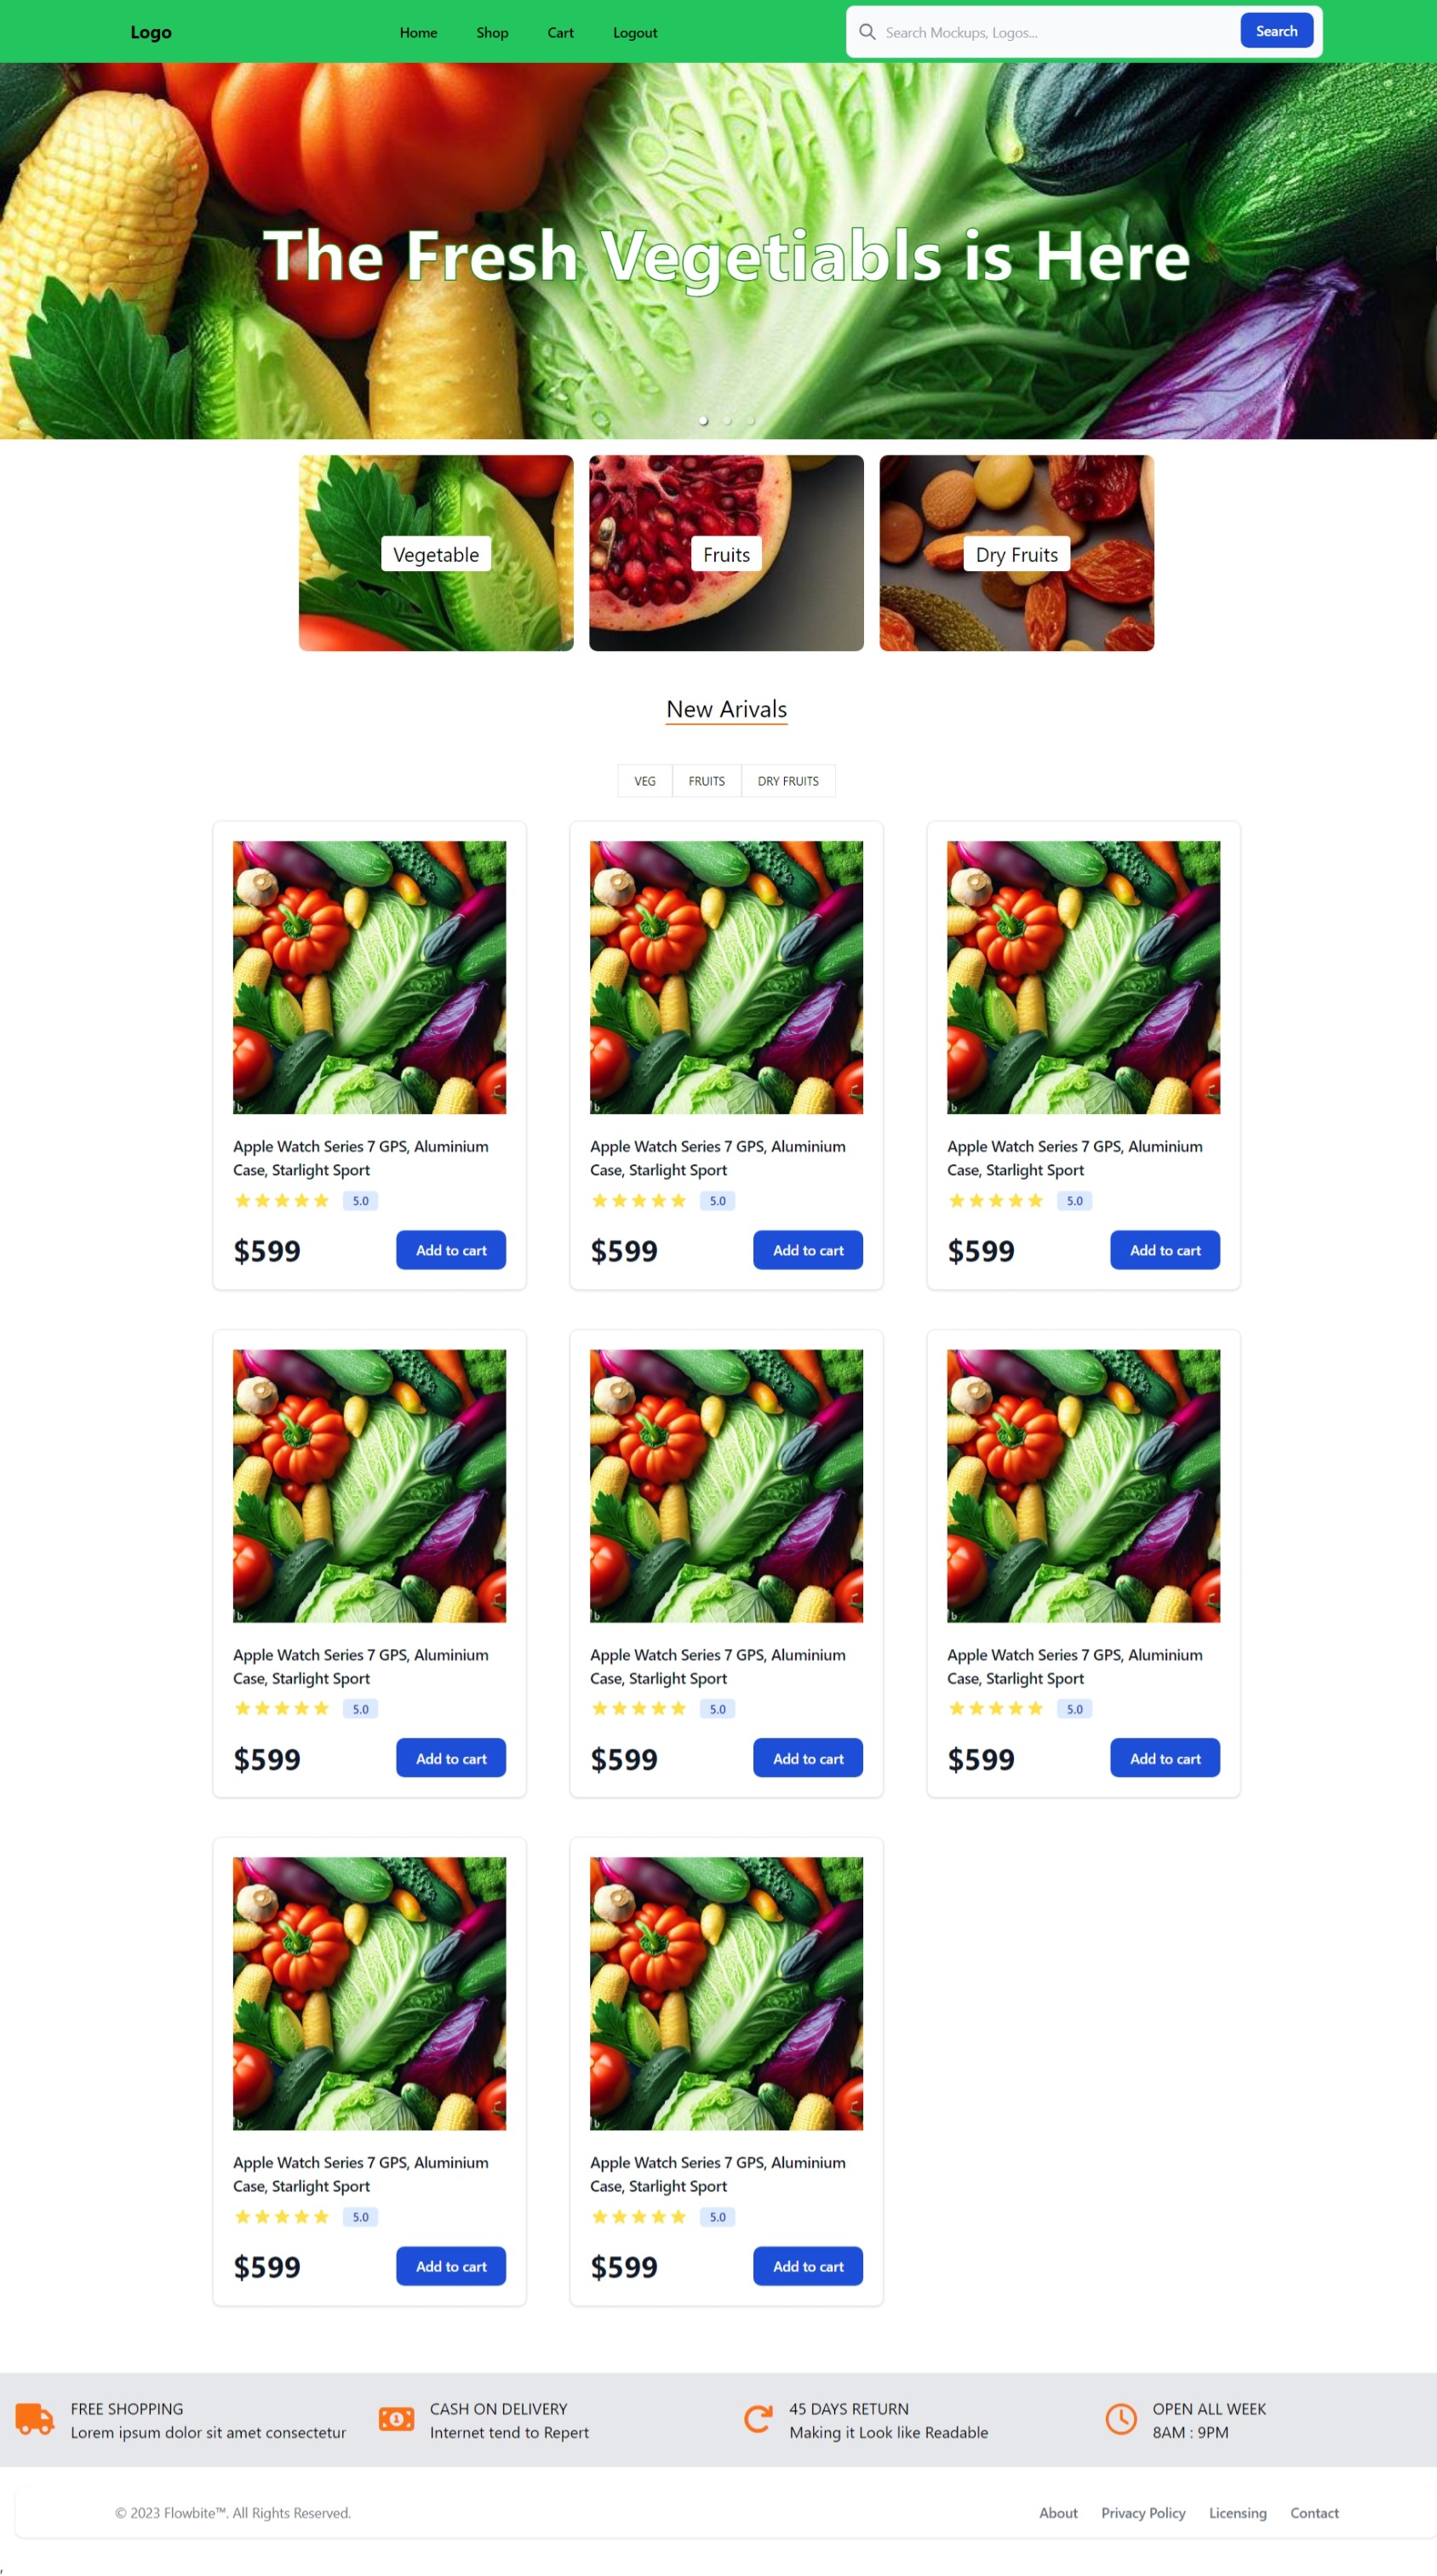 Logo
Home
Shop
Cart
Logout
Search Mockups, Logos...
Search
The Fresh Vegetiabls is Here
Vegetable
Fruits
Dry Fruits
New Arivals
VEG
FRUITS
DRY FRUITS
Apple Watch Series 7 GPS, Aluminium
Case, Starlight Sport
5.0
$599
Add to cart
Apple Watch Series 7 GPS, Aluminium
Case, Starlight Sport
5.0
$599
Add to cart
Apple Watch Series 7 GPS, Aluminium
Case, Starlight Sport
5.0
$599
Add to cart
Apple Watch Series 7 GPS, Aluminium
Case, Starlight Sport
5.0
$599
Add to cart
Apple Watch Series 7 GPS, Aluminium
Case, Starlight Sport
5.0
$599
Add to cart
Apple Watch Series 7 GPS, Aluminium
Case, Starlight Sport
5.0
$599
Add to cart
Apple Watch Series 7 GPS, Aluminium
Case, Starlight Sport
5.0
$599
Add to cart
Apple Watch Series 7 GPS, Aluminium
Case, Starlight Sport
5.0
$599
Add to cart
FREE SHOPPING
Lorem ipsum dolor sit amet consectetur
CASH ON DELIVERY
Internet tend to Repert
45 DAYS RETURN
Making it Look like Readable
OPEN ALL WEEK
8AM : 9PM
© 2023 Flowbite™. All Rights Reserved.
About
Privacy Policy
Licensing
Contact
,